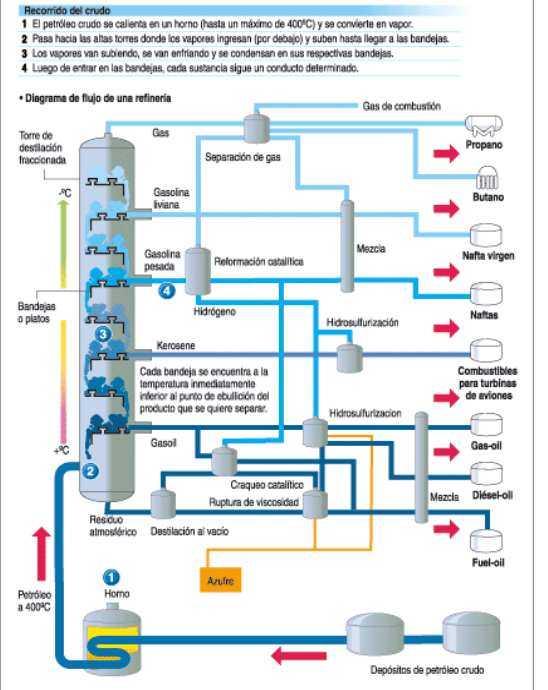 Recorrido del crudo
1 El petróleo crudo se calienta en un horno (hasta un máximo de 400ºC) y se convierte en vapor.
2 Pasa hacia las altas torres donde los vapores ingresan (por debajo) y suben hasta llegar a las bandejas.
3 Los vapores van subiendo, se van enfriando y se condensan en sus respectivas bandejas.
4 Luego de entrar en las bandejas, cada sustancia sigue un conducto determinado.
• Diagrama de flujo de una refinería
Gas de combustión
Torre de
destilación
fraccionada
Gas
Separación de gas
Propano
-ºC
Butano
Gasolina
liviana
Mezcla
Nafta virgen
Gasolina
pesada
Reformación catalítica
4
Hidrógeno
Naftas
Bandejas
o platos
3
Hidrosulfurización
Kerosene
Combustibles
para turbinas
de aviones
Cada bandeja se encuentra a la
temperatura inmediatamente
inferior al punto de ebullición del
producto que se quiere separar.
Hidrosulfurizacion
+ºC
Gasoil
Gas-oil
2
Craqueo catalítico
Ruptura de viscosidad
Mezcla
Diésel-oil
Residuo
atmosférico
Destilación al vacío
Fuel-oil
Azufre
1
Horno
Petróleo
a 400ºC
Depósitos de petróleo crudo